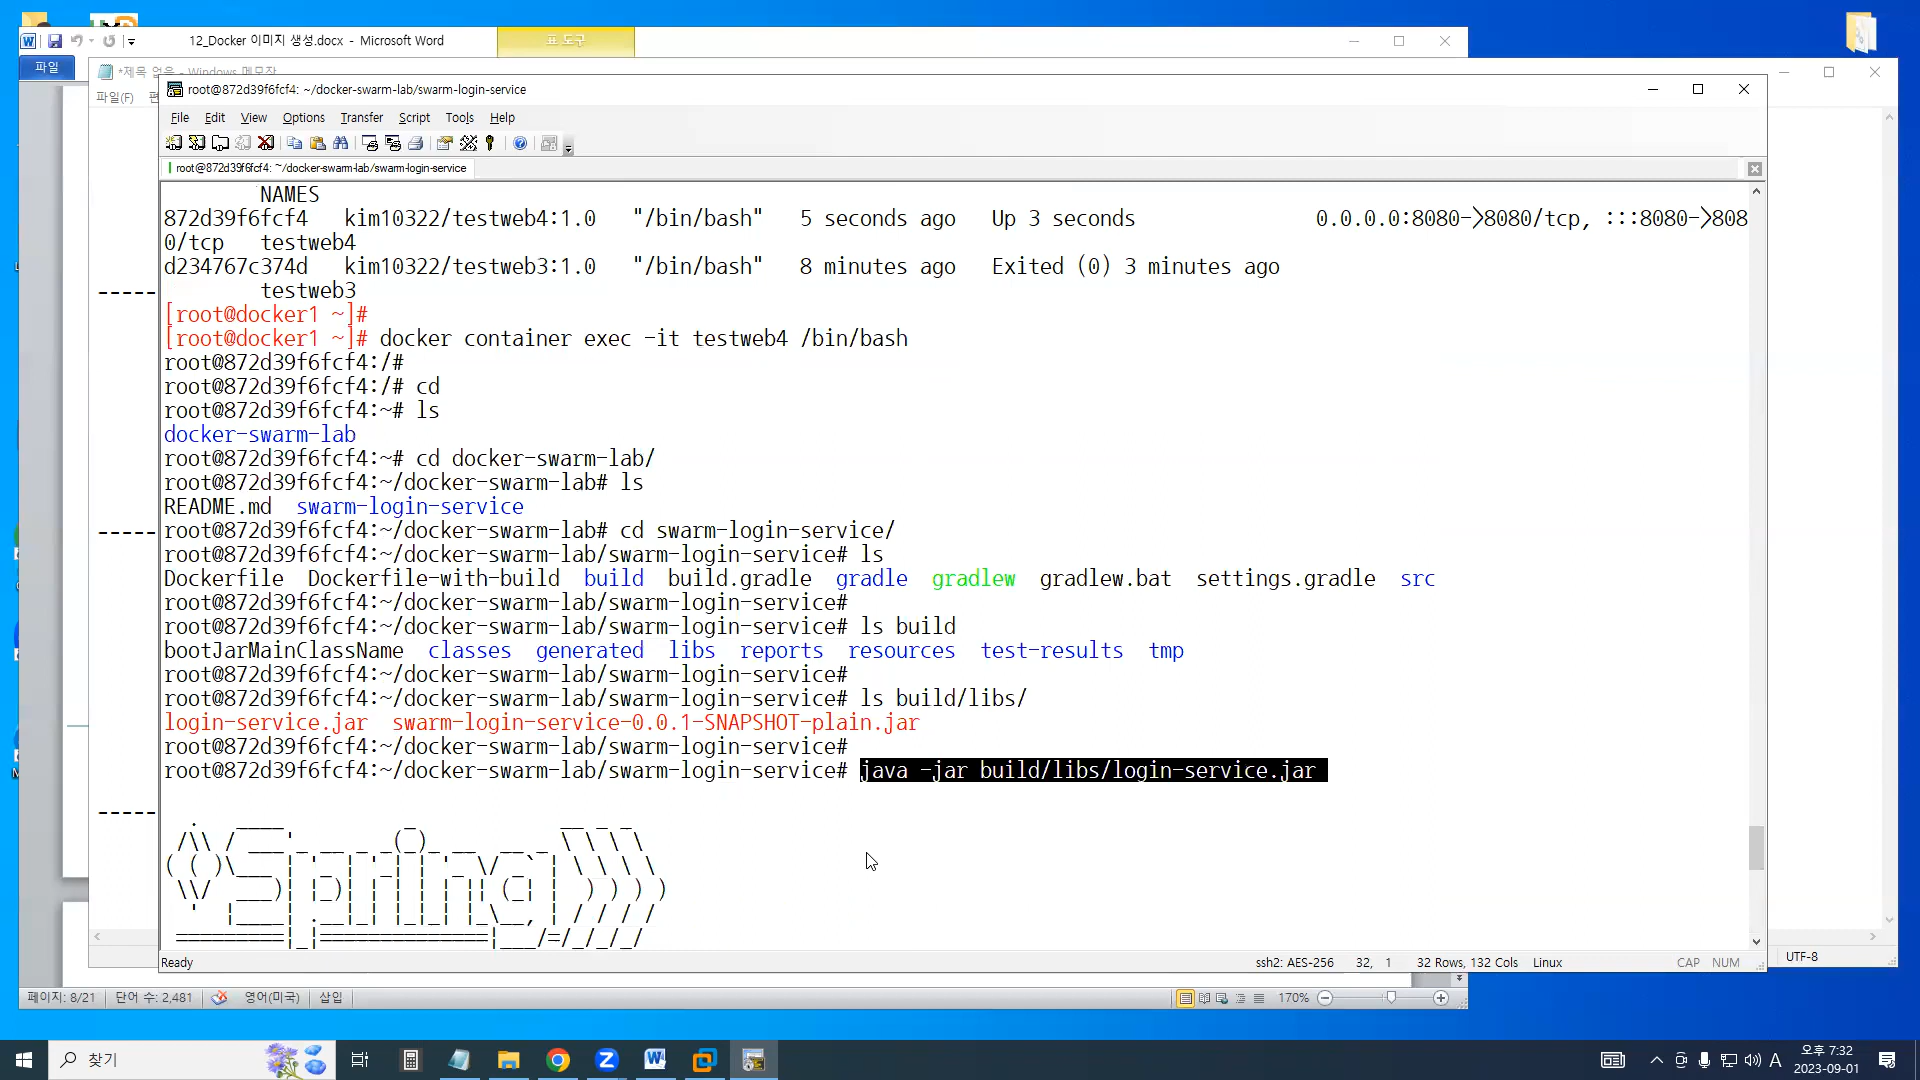 12_Docker 이미지 생성.docx - Microsoft Word
표 도구
파일
*제목 없음 - Windows 메모장
파일(F)
root@872d39f6fcf4: ~/docker-swarm-lab/swarm-login-service
File Edit View Options Transfer Script Tools Help
root@872d39f6fcf4: ~/docker-swarm-lab/swarm-login-service
NAMES
872d39f6fcf4 kim10322/testweb4:1.0 "/bin/bash" 5 seconds ago Up 3 seconds 0.0.0.0:8080->8080/tcp, :::8080->808
0/tcp testweb4
d234767c374d kim10322/testweb3:1.0 "/bin/bash" 8 minutes ago Exited (0) 3 minutes ago
testweb3
[root@docker1 ~]#
[root@docker1 ~]# docker container exec -it testweb4 /bin/bash
root@872d39f6fcf4:/#
root@872d39f6fcf4:/# cd
root@872d39f6fcf4:~# ls
docker-swarm-lab
root@872d39f6fcf4:~# cd docker-swarm-lab/
root@872d39f6fcf4:~/docker-swarm-lab# ls
README.md swarm-login-service
root@872d39f6fcf4:~/docker-swarm-lab# cd swarm-login-service/
root@872d39f6fcf4:~/docker-swarm-lab/swarm-login-service# ls
Dockerfile Dockerfile-with-build build build.gradle gradle gradlew gradlew.bat settings.gradle src
root@872d39f6fcf4:~/docker-swarm-lab/swarm-login-service#
root@872d39f6fcf4:~/docker-swarm-lab/swarm-login-service# ls build
bootJarMainClassName classes generated libs reports resources test-results tmp
root@872d39f6fcf4:~/docker-swarm-lab/swarm-login-service#
root@872d39f6fcf4:~/docker-swarm-lab/swarm-login-service# ls build/libs/
login-service.jar swarm-login-service-0.0.1-SNAPSHOT-plain.jar
root@872d39f6fcf4:~/docker-swarm-lab/swarm-login-service#
root@872d39f6fcf4:~/docker-swarm-lab/swarm-login-service# java -jar build/libs/login-service.jar
Spring
Ready ssh2: AES-256 32, 1 32 Rows, 132 Cols Linux CAP NUM
UTF-8
페이지: 8/21 단어 수: 2,481 영어(미국) 삽입 170%
찾기
A 오후 7:32
2023-09-01